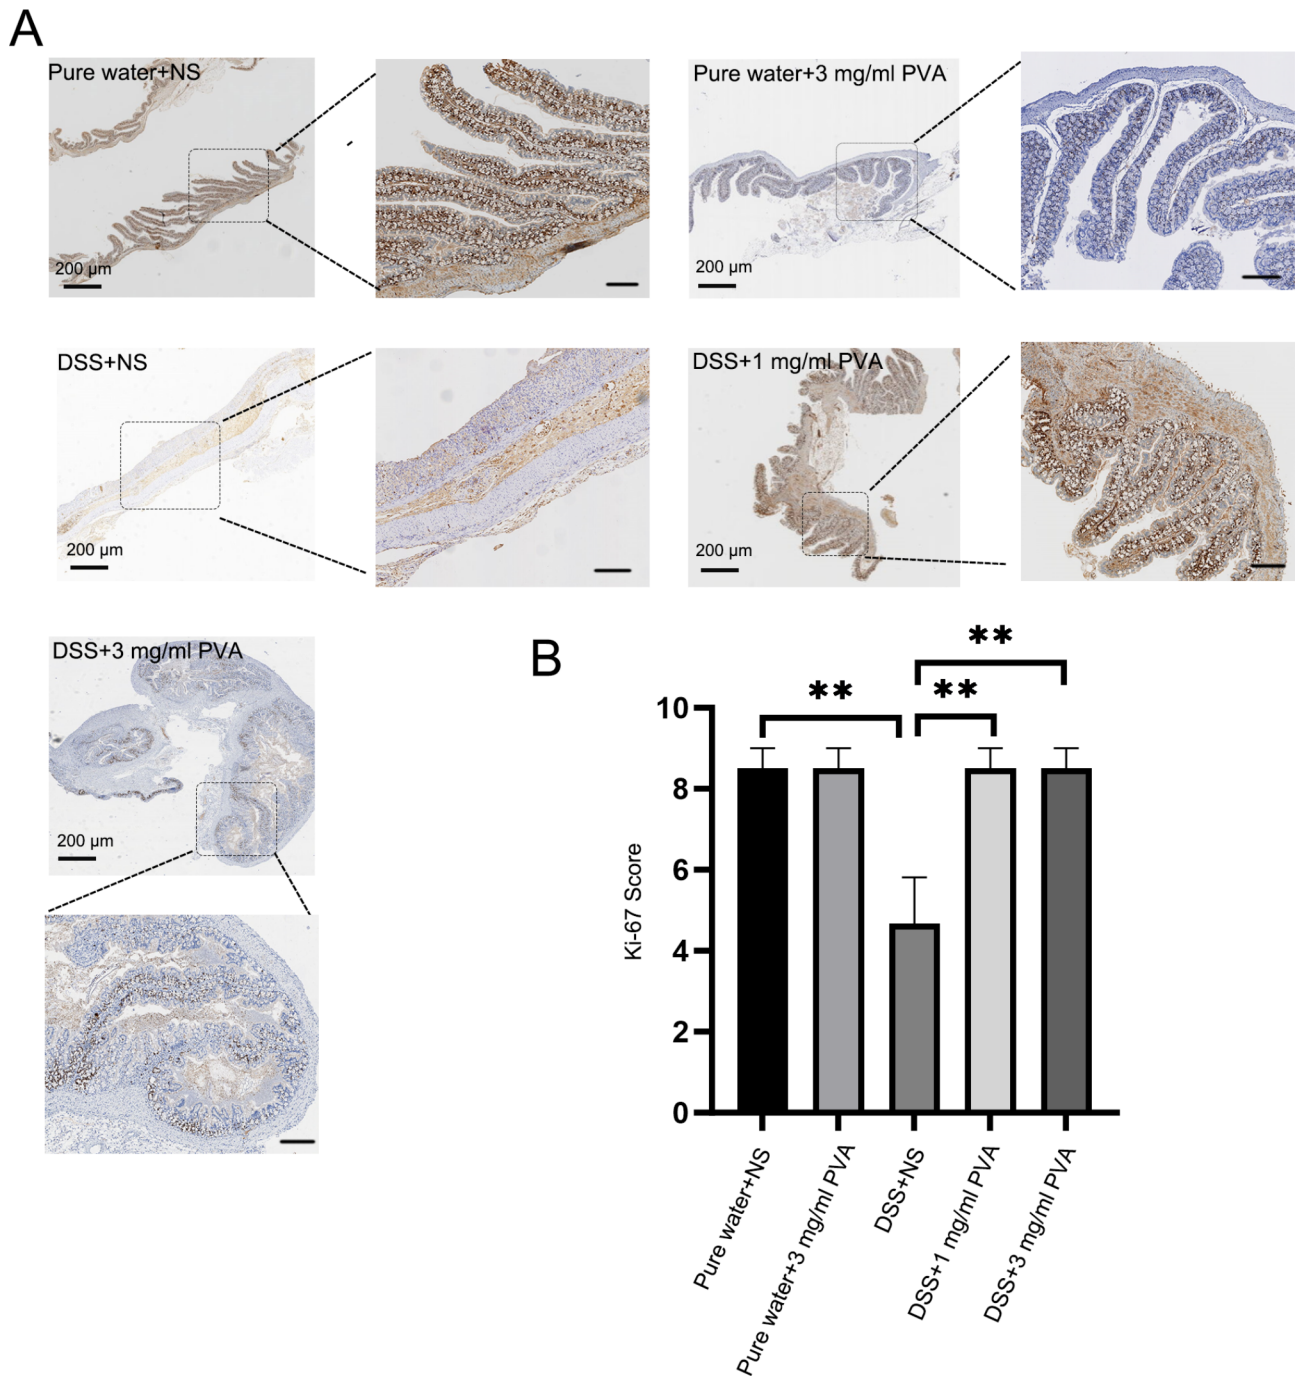 A
Pure water+NS
200 µm
Pure water+3 mg/ml PVA
200 µm
DSS+NS
200 µm
DSS+1 mg/ml PVA
200 µm
DSS+3 mg/ml PVA
200 µm
B
**
**
**
10
8
6
4
2
0
Ki-67 Score
Pure water+NS
Pure water+3 mg/ml PVA
DSS+NS
DSS+1 mg/ml PVA
DSS+3 mg/ml PVA